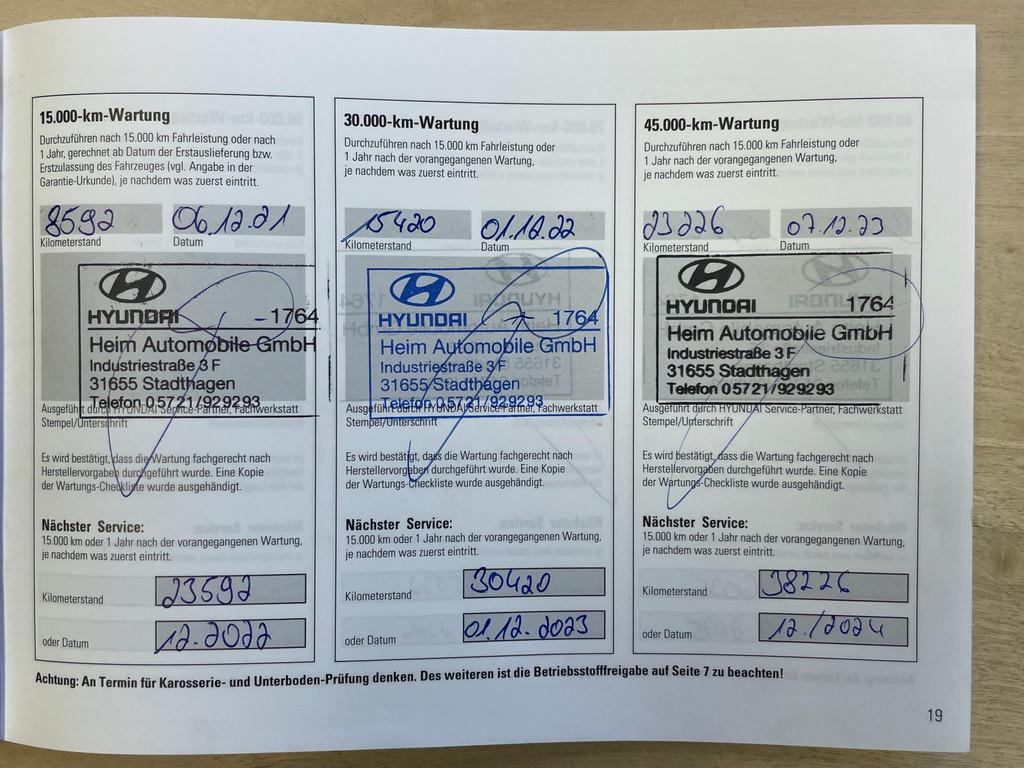 15.000-km-Wartung
Durchzuführen nach 15.000 km Fahrleistung oder nach
1 Jahr, gerechnet ab Datum der Erstauslieferung bzw.
Erstzulassung des Fahrzeuges (vgl. Angabe in der
Garantie-Urkunde), je nachdem was zuerst eintritt.
8592 06.12.21
Kilometerstand Datum
HYUNDAI 1764
Heim Automobile GmbH
Industriestraße 3 F
31655 Stadthagen
Telefon 05721/929293
Ausgeführt durch HYUNDAI Service-Partner, Fachwerkstatt
Stempel/Unterschrift
Es wird bestätigt, dass die Wartung fachgerecht nach
Herstellervorgaben durchgeführt wurde. Eine Kopie
der Wartungs-Checkliste wurde ausgehändigt.
Nächster Service:
15.000 km oder 1 Jahr nach der vorangegangenen Wartung,
je nachdem was zuerst eintritt.
Kilometerstand 23592
oder Datum 12.2022
30.000-km-Wartung
Durchzuführen nach 15.000 km Fahrleistung oder
1 Jahr nach der vorangegangenen Wartung,
je nachdem was zuerst eintritt.
15420 01.12.22
Kilometerstand Datum
HYUNDAI 1764
Heim Automobile GmbH
Industriestraße 3 F
31655 Stadthagen
Telefon 05721/929293
Ausgeführt durch HYUNDAI Service-Partner, Fachwerkstatt
Stempel/Unterschrift
Es wird bestätigt, dass die Wartung fachgerecht nach
Herstellervorgaben durchgeführt wurde. Eine Kopie
der Wartungs-Checkliste wurde ausgehändigt.
Nächster Service:
15.000 km oder 1 Jahr nach der vorangegangenen Wartung,
je nachdem was zuerst eintritt.
Kilometerstand 30420
oder Datum 01.12.2023
45.000-km-Wartung
Durchzuführen nach 15.000 km Fahrleistung oder
1 Jahr nach der vorangegangenen Wartung,
je nachdem was zuerst eintritt.
23226 07.12.23
Kilometerstand Datum
HYUNDAI 1764
Heim Automobile GmbH
Industriestraße 3 F
31655 Stadthagen
Telefon 05721/929293
Ausgeführt durch HYUNDAI Service-Partner, Fachwerkstatt
Stempel/Unterschrift
Es wird bestätigt, dass die Wartung fachgerecht nach
Herstellervorgaben durchgeführt wurde. Eine Kopie
der Wartungs-Checkliste wurde ausgehändigt.
Nächster Service:
15.000 km oder 1 Jahr nach der vorangegangenen Wartung,
je nachdem was zuerst eintritt.
Kilometerstand 38226
oder Datum 12./2024
Achtung: An Termin für Karosserie- und Unterboden-Prüfung denken. Des weiteren ist die Betriebsstofffreigabe auf Seite 7 zu beachten!
19